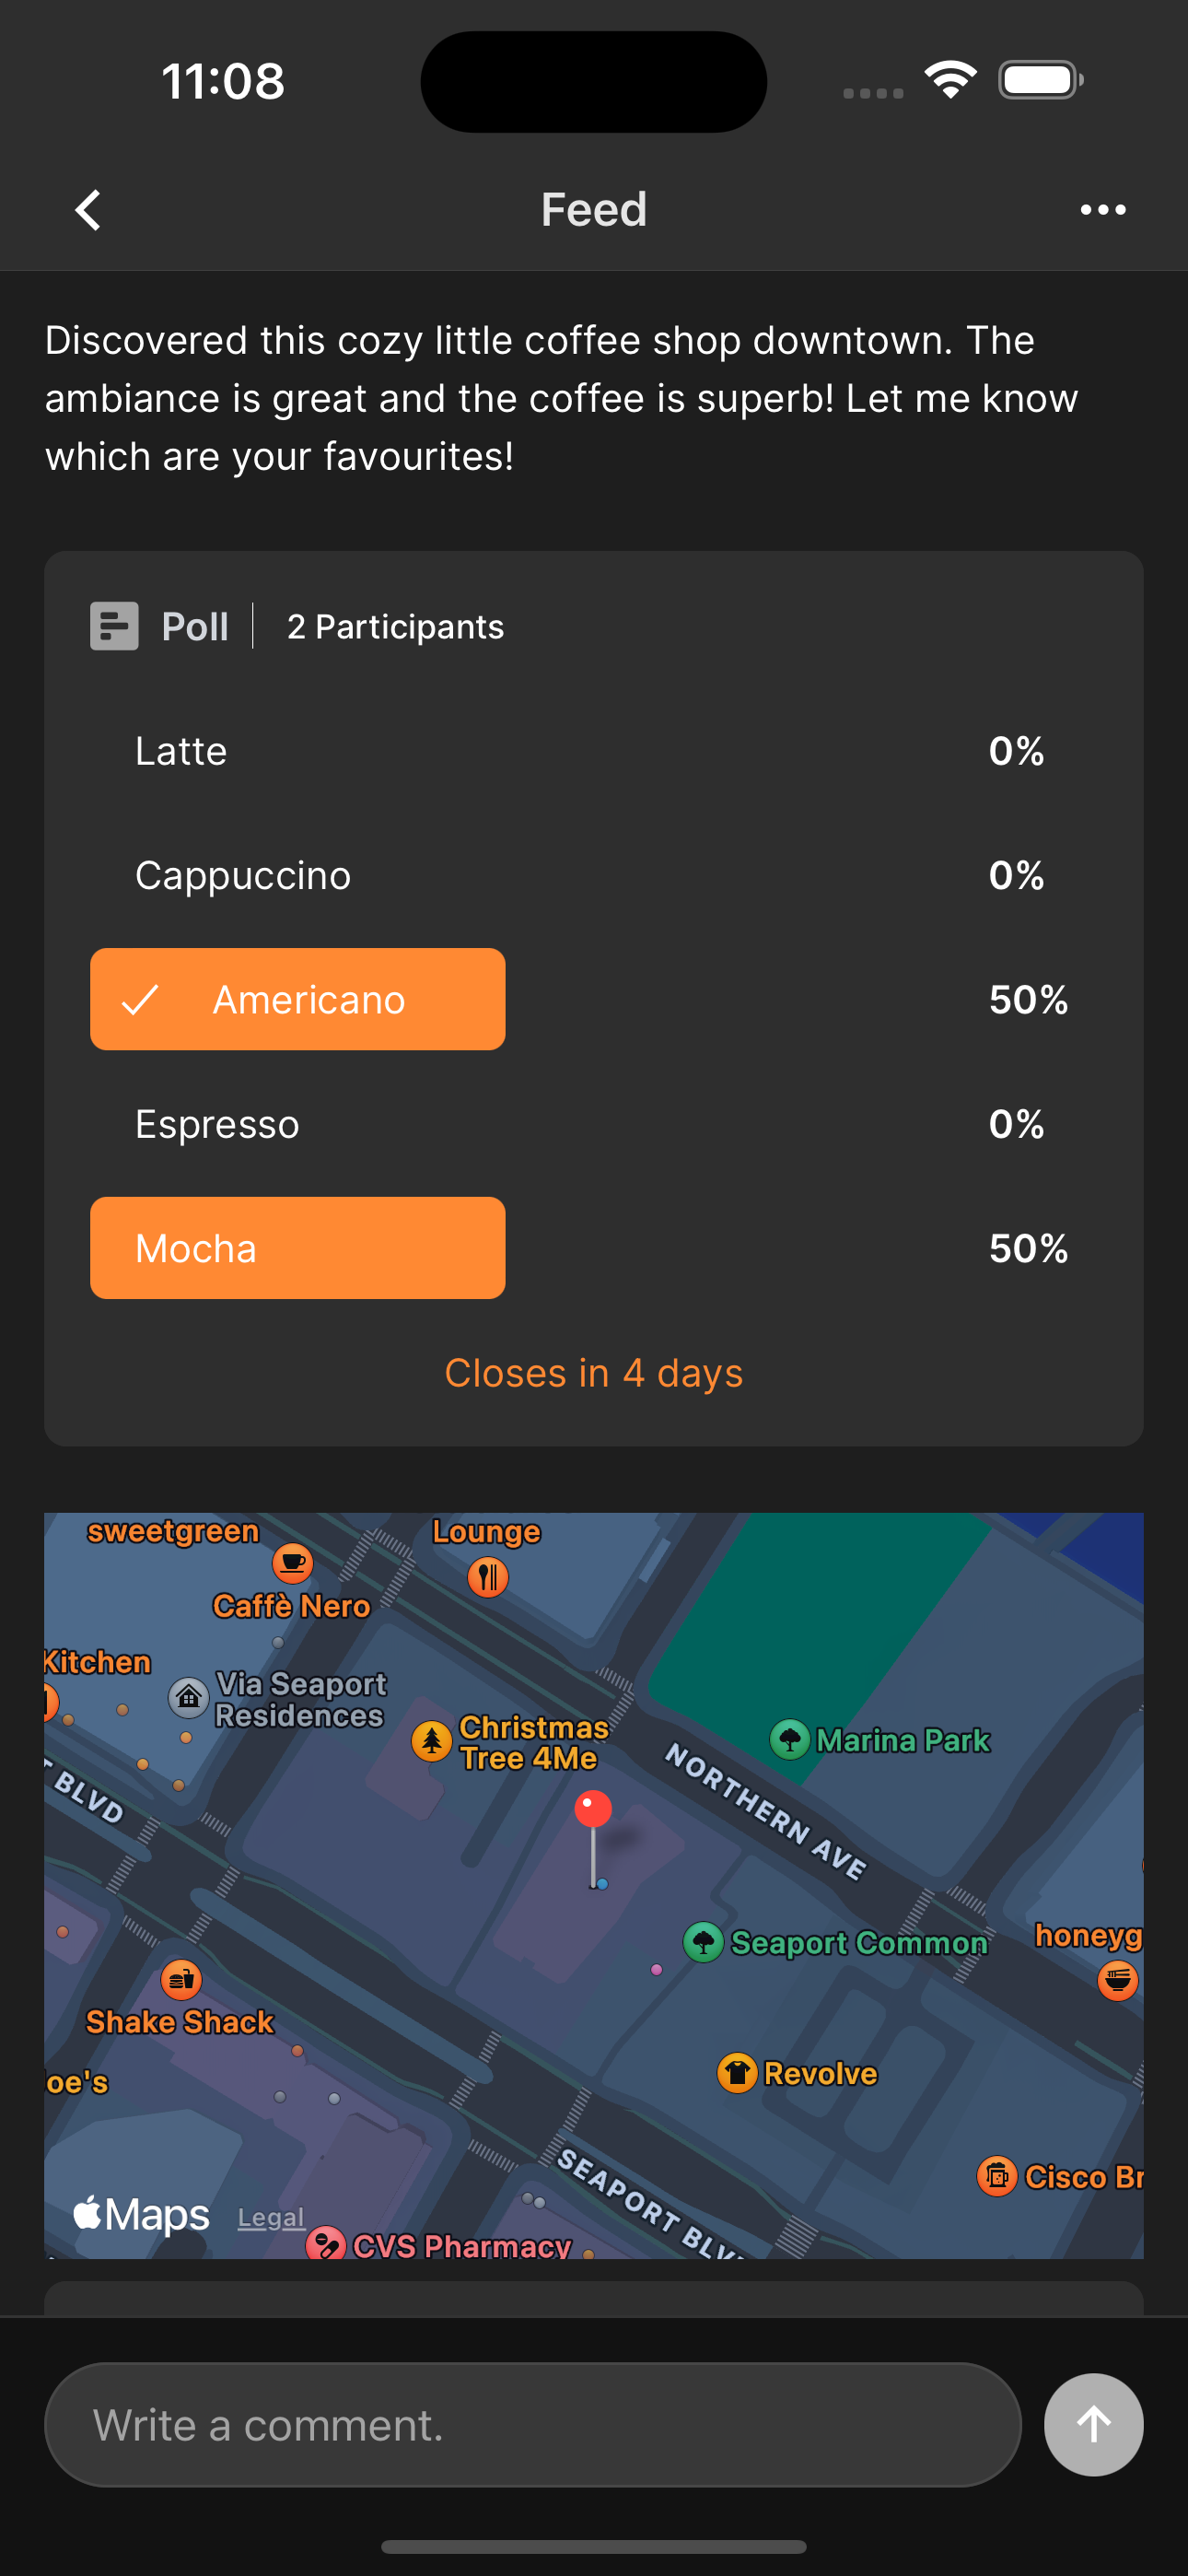 11:08
Feed
Discovered this cozy little coffee shop downtown. The
ambiance is great and the coffee is superb! Let me know
which are your favourites!
Poll
2 Participants
Latte
0%
Cappuccino
0%
Americano
50%
Espresso
0%
Mocha
50%
Closes in 4 days
sweetgreen
Lounge
Caffè Nero
Kitchen
Via Seaport
Residences
Christmas
Tree 4Me
Marina Park
T BLVD
NORTHERN AVE
Seaport Common
honeyg
Shake Shack
oe's
Revolve
SEAPORT BLV
Cisco Br
Maps
Legal
CVS Pharmacy
Write a comment.